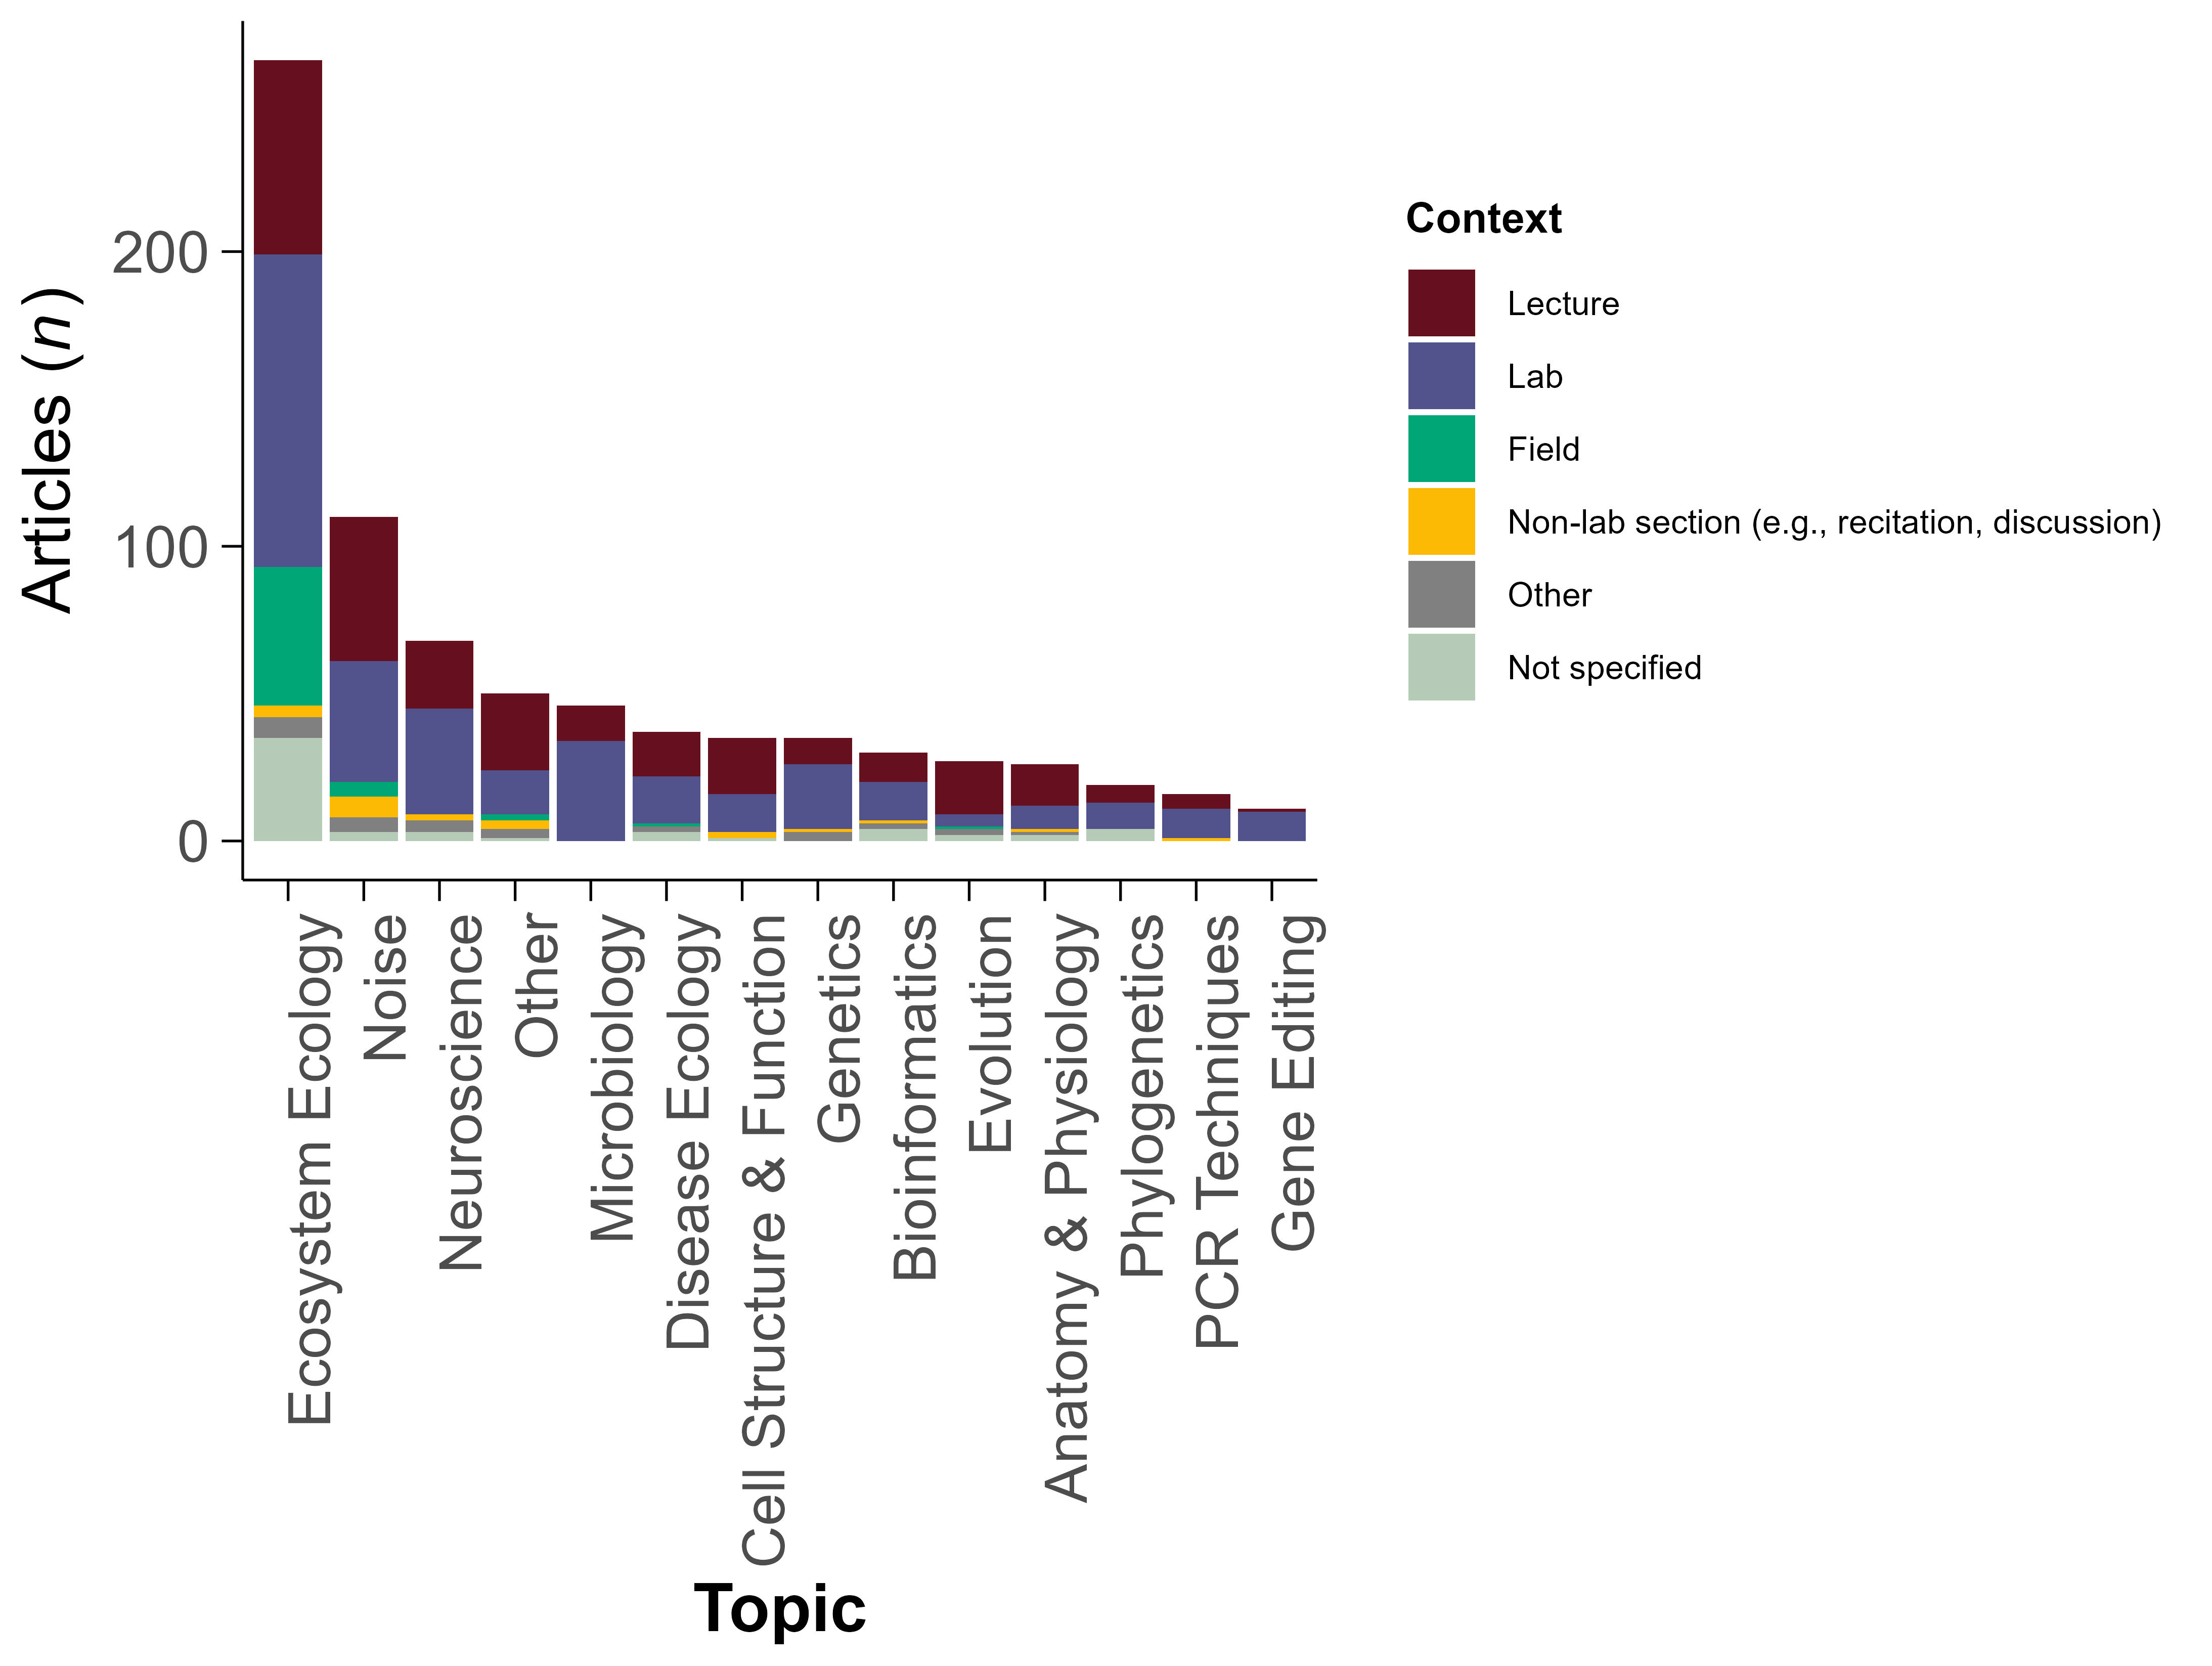 Articles (n)
200
100
0
Ecosystem Ecology
Noise
Neuroscience
Other
Microbiology
Disease Ecology
Cell Structure & Function
Genetics
Bioinformatics
Evolution
Anatomy & Physiology
Phylogenetics
PCR Techniques
Gene Editing
Topic
Context
Lecture
Lab
Field
Non-lab section (e.g., recitation, discussion)
Other
Not specified